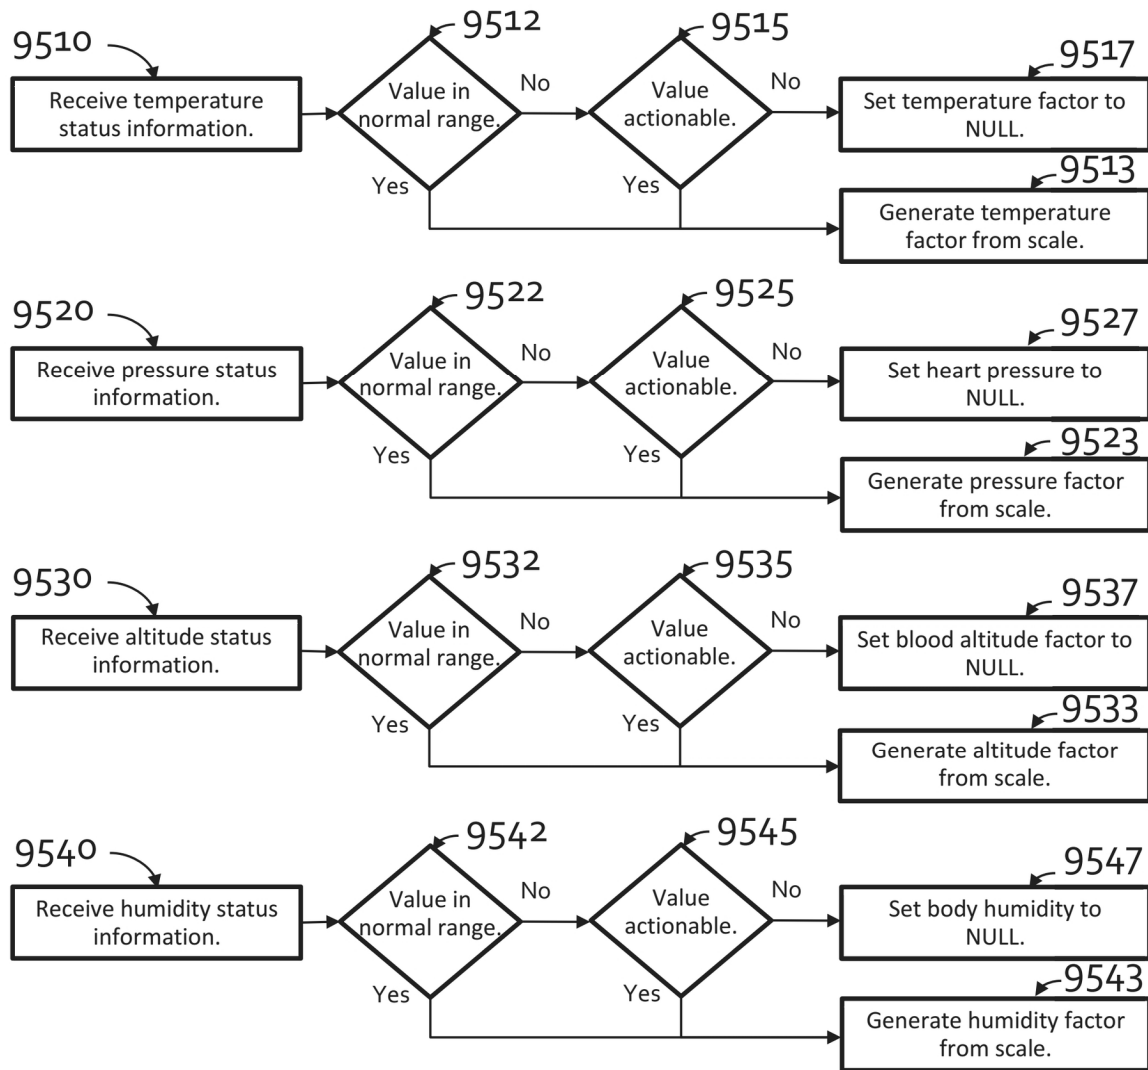 9510
9512
9515
9517
Receive temperature
status information.
Value in
normal range.
No
Value
actionable.
No
Set temperature factor to
NULL.
Yes
Yes
9513
Generate temperature
factor from scale.
9520
9522
9525
9527
Receive pressure status
information.
Value in
normal range.
No
Value
actionable.
No
Set heart pressure to
NULL.
Yes
Yes
9523
Generate pressure factor
from scale.
9530
9532
9535
9537
Receive altitude status
information.
Value in
normal range.
No
Value
actionable.
No
Set blood altitude factor to
NULL.
Yes
Yes
9533
Generate altitude factor
from scale.
9540
9542
9545
9547
Receive humidity status
information.
Value in
normal range.
No
Value
actionable.
No
Set body humidity to
NULL.
Yes
Yes
9543
Generate humidity factor
from scale.